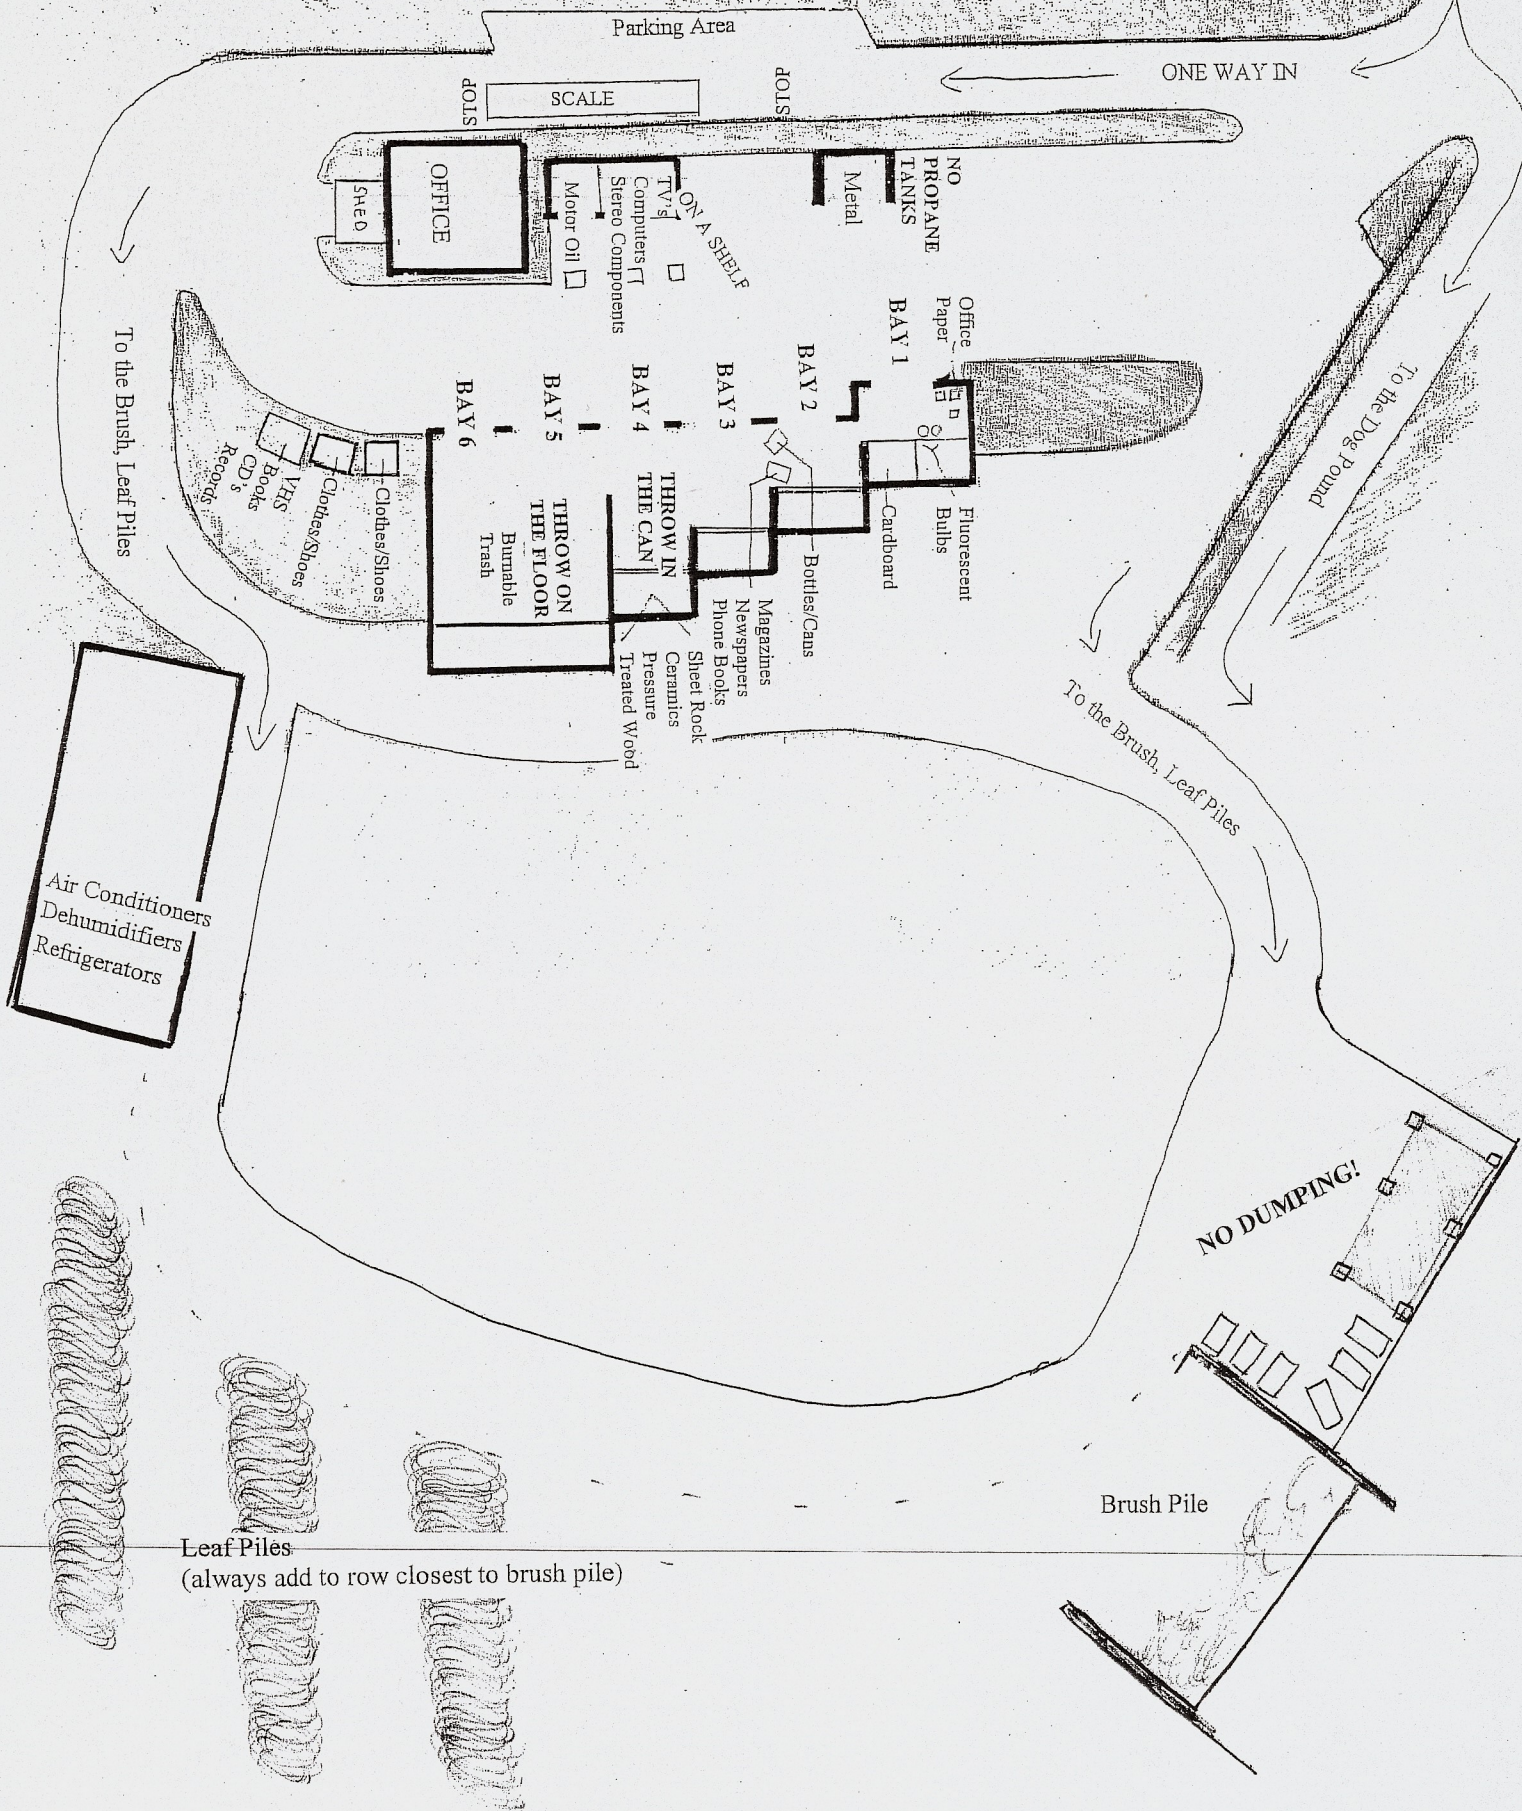 Parking Area
ONE WAY IN
STOP
SCALE
STOP
OFFICE
SHED
Motor Oil
TV's
Computers
Stereo Components
ON A SHELF
Metal
NO
PROPANE
TANKS
To the Dog Pound
Office
Paper
BAY 1
BAY 2
BAY 3
BAY 4
BAY 5
BAY 6
To the Brush, Leaf Piles
VHS
Books
CD's
Records
Clothes/Shoes
Clothes/Shoes
THROW ON
THE FLOOR
Burnable
Trash
THROW IN
THE CAN
Fluorescent
Bulbs
Cardboard
Bottles/Cans
Magazines
Newspapers
Phone Books
Sheet Rock
Ceramics
Pressure
Treated Wood
To the Brush, Leaf Piles
Air Conditioners
Dehumidifiers
Refrigerators
NO DUMPING!
Brush Pile
Leaf Piles
(always add to row closest to brush pile)